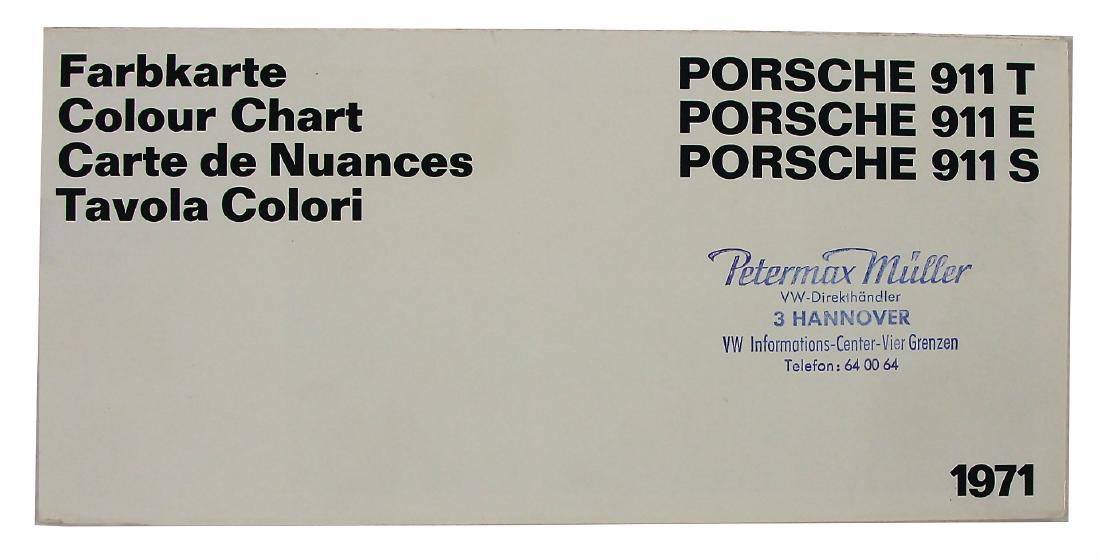 Farbkarte
Colour Chart
Carte de Nuances
Tavola Colori
PORSCHE 911 T
PORSCHE 911 E
PORSCHE 911 S
Petermax Müller
VW-Direkthändler
3 HANNOVER
VW Informations-Center-Vier Grenzen
Telefon: 64 00 64
1971